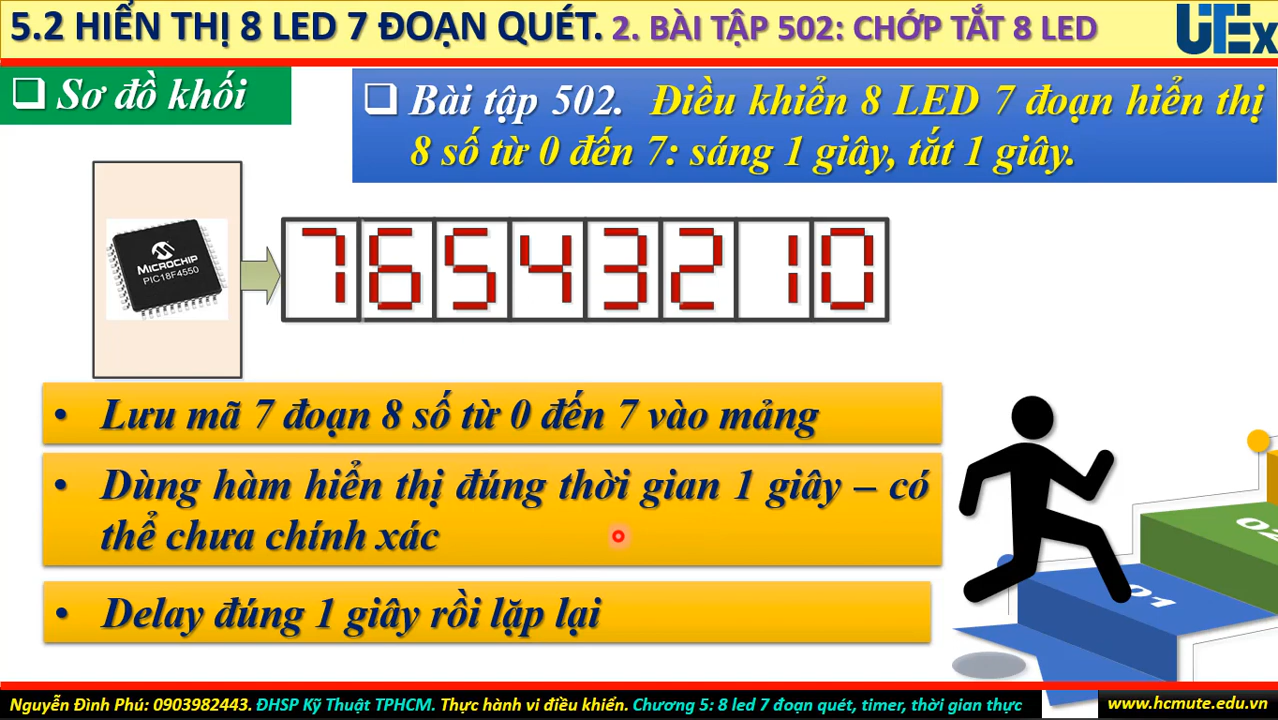 5.2 HIỂN THỊ 8 LED 7 ĐOẠN QUÉT. 2. BÀI TẬP 502: CHỚP TẮT 8 LED
UTEx
Sơ đồ khối
Bài tập 502. Điều khiển 8 LED 7 đoạn hiển thị
8 số từ 0 đến 7: sáng 1 giây, tắt 1 giây.
MICROCHIP
PIC18F4550
7 6 5 4 3 2 1 0
• Lưu mã 7 đoạn 8 số từ 0 đến 7 vào mảng
• Dùng hàm hiển thị đúng thời gian 1 giây – có
thể chưa chính xác
• Delay đúng 1 giây rồi lặp lại
02
01
Nguyễn Đình Phú: 0903982443. ĐHSP Kỹ Thuật TPHCM. Thực hành vi điều khiển. Chương 5: 8 led 7 đoạn quét, timer, thời gian thực
www.hcmute.edu.vn